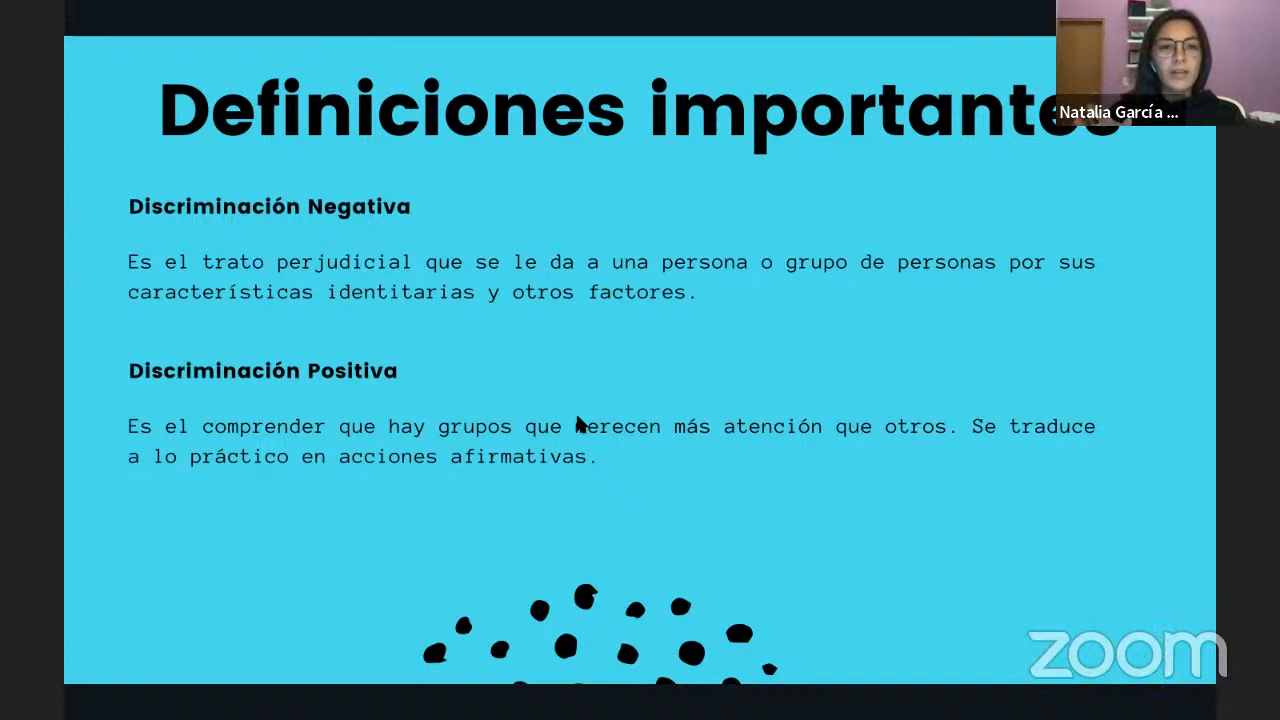 Definiciones importantes
Natalia García ...
Discriminación Negativa
Es el trato perjudicial que se le da a una persona o grupo de personas por sus
características identitarias y otros factores.
Discriminación Positiva
Es el comprender que hay grupos que merecen más atención que otros. Se traduce
a lo práctico en acciones afirmativas.
zoom